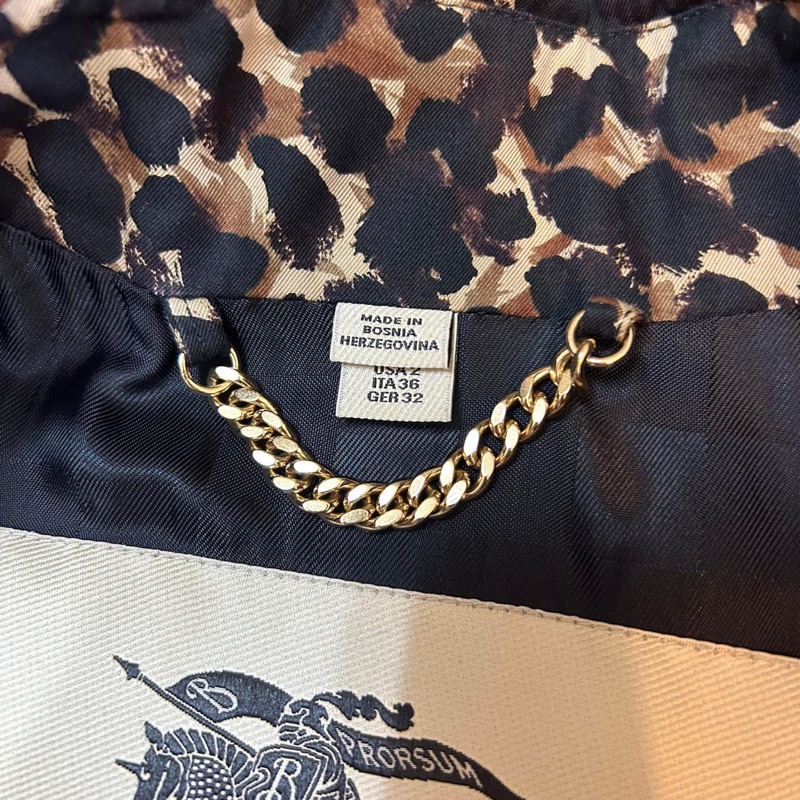 MADE IN
BOSNIA
HERZEGOVINA
USA 2
ITA 36
GER 32
B
PRORSUM
B